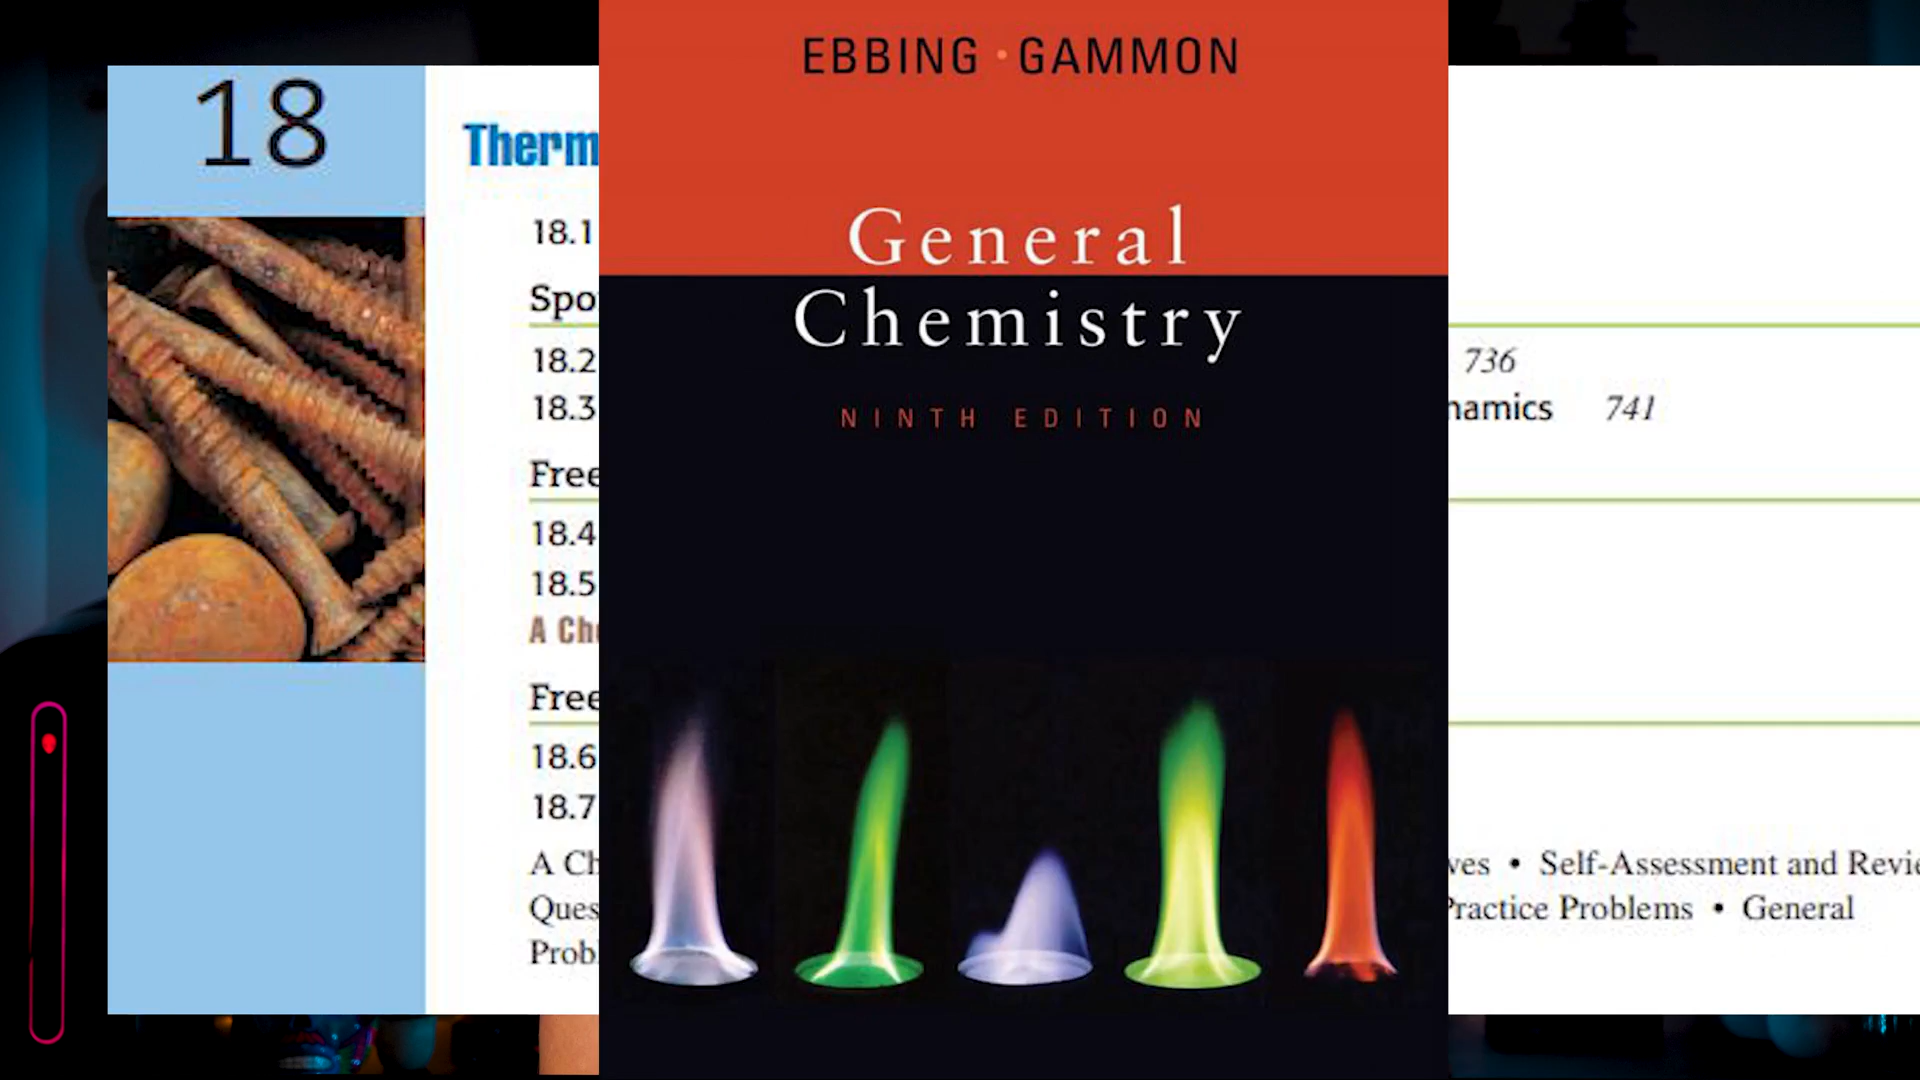 EBBING · GAMMON
General
Chemistry
NINTH EDITION
18
Therm
18.1
Spo
18.2
736
18.3
namics 741
Free
18.4
18.5
A Ch
Free
18.6
18.7
A Ch
ves • Self-Assessment and Revie
Ques
Practice Problems • General
Prob